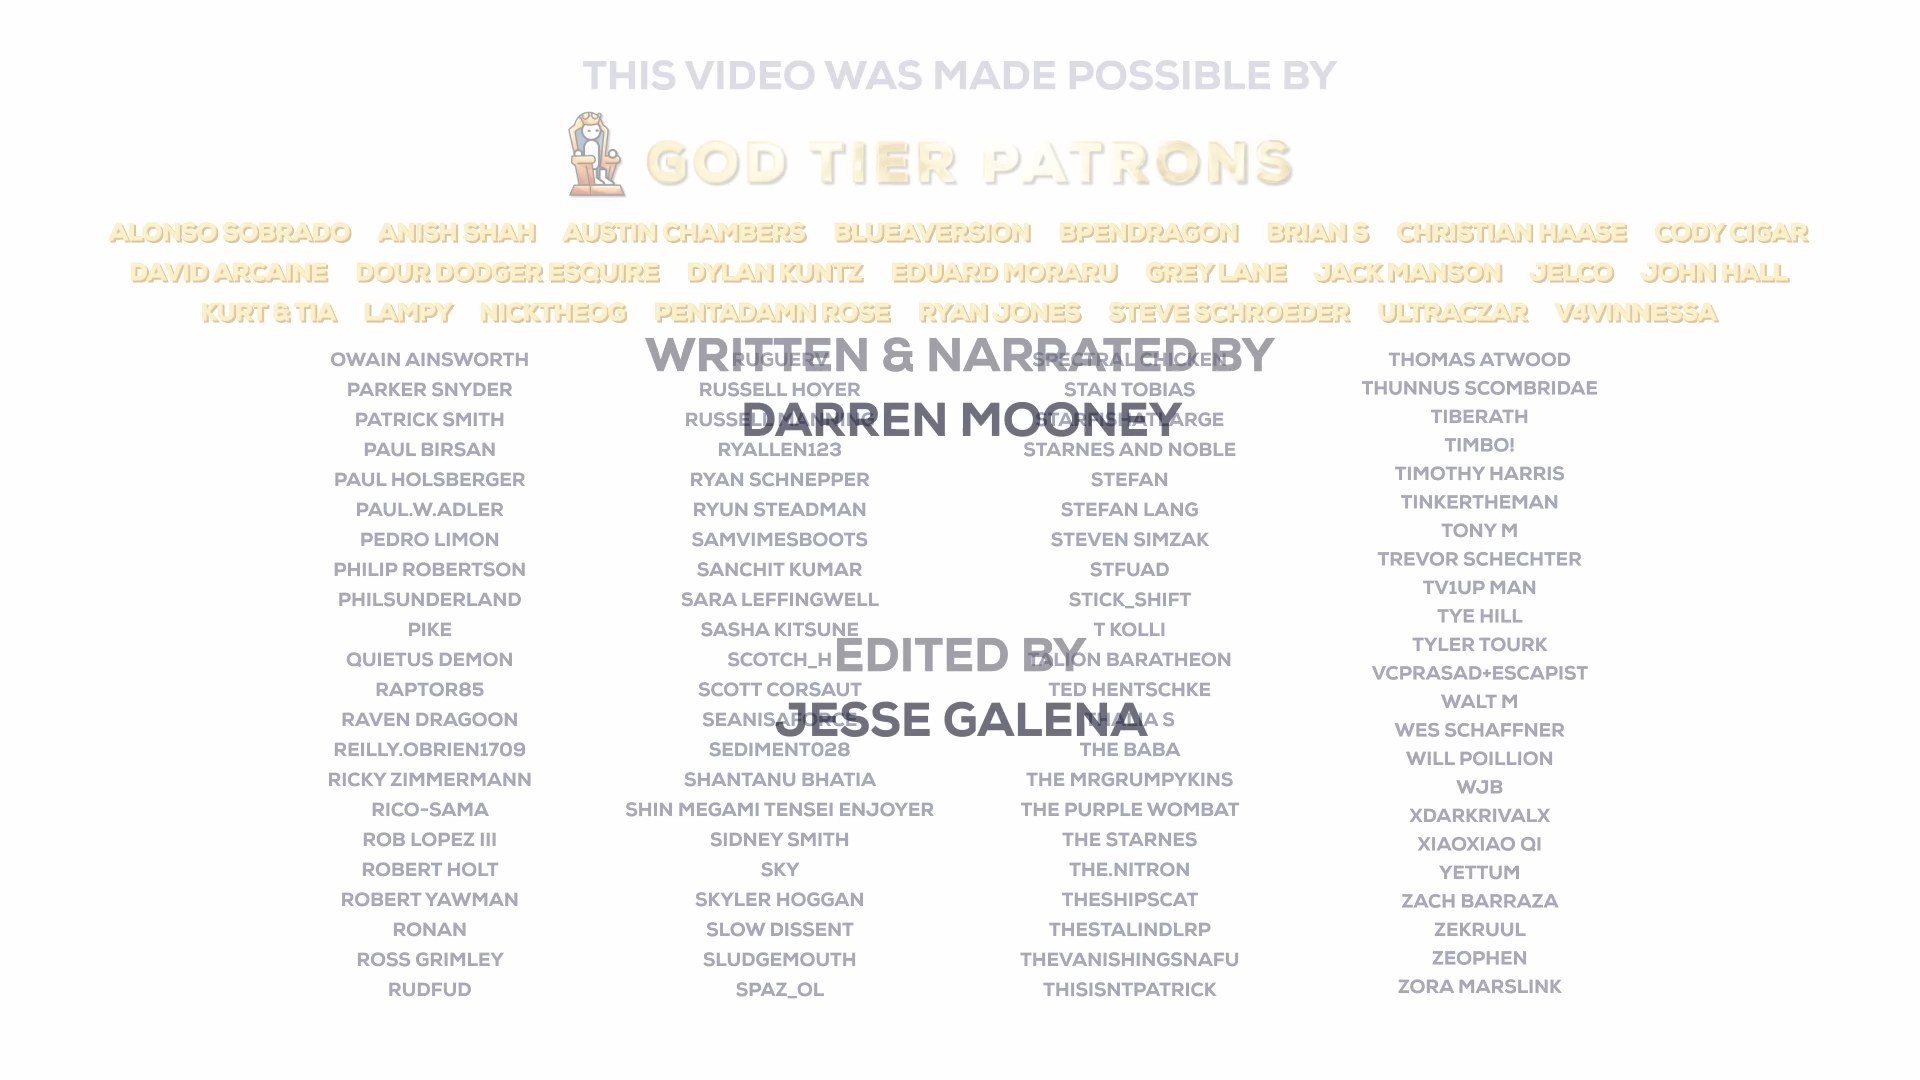 THIS VIDEO WAS MADE POSSIBLE BY
GOD TIER PATRONS
ALONSO SOBRADO ANISH SHAH AUSTIN CHAMBERS BLUEAVERSION BPENDRAGON BRIAN S CHRISTIAN HAASE CODY CIGAR
DAVID ARCAINE DOUR DODGER ESQUIRE DYLAN KUNTZ EDUARD MORARU GREY LANE JACK MANSON JELCO JOHN HALL
KURT & TIA LAMPY NICKTHEOG PENTADAMN ROSE RYAN JONES STEVE SCHROEDER ULTRACZAR V4VINNESSA
WRITTEN & NARRATED BY
DARREN MOONEY
EDITED BY
JESSE GALENA
OWAIN AINSWORTH
PARKER SNYDER
PATRICK SMITH
PAUL BIRSAN
PAUL HOLSBERGER
PAUL.W.ADLER
PEDRO LIMON
PHILIP ROBERTSON
PHILSUNDERLAND
PIKE
QUIETUS DEMON
RAPTOR85
RAVEN DRAGOON
REILLY.OBRIEN1709
RICKY ZIMMERMANN
RICO-SAMA
ROB LOPEZ III
ROBERT HOLT
ROBERT YAWMAN
RONAN
ROSS GRIMLEY
RUDFUD
RUGUERV
RUSSELL HOYER
RUSSELL MANNING
RYALLEN123
RYAN SCHNEPPER
RYUN STEADMAN
SAMVIMESBOOTS
SANCHIT KUMAR
SARA LEFFINGWELL
SASHA KITSUNE
SCOTCH_H
SCOTT CORSAUT
SEANISAFORCE
SEDIMENT028
SHANTANU BHATIA
SHIN MEGAMI TENSEI ENJOYER
SIDNEY SMITH
SKY
SKYLER HOGGAN
SLOW DISSENT
SLUDGEMOUTH
SPAZ_OL
SPECTRAL CHICKEN
STAN TOBIAS
STARFISHATLARGE
STARNES AND NOBLE
STEFAN
STEFAN LANG
STEVEN SIMZAK
STFUAD
STICK_SHIFT
T KOLLI
TALION BARATHEON
TED HENTSCHKE
THALIA S
THE BABA
THE MRGRUMPYKINS
THE PURPLE WOMBAT
THE STARNES
THE.NITRON
THESHIPSCAT
THESTALINDLRP
THEVANISHINGSNAFU
THISISNTPATRICK
THOMAS ATWOOD
THUNNUS SCOMBRIDAE
TIBERATH
TIMBO!
TIMOTHY HARRIS
TINKERTHEMAN
TONY M
TREVOR SCHECHTER
TV1UP MAN
TYE HILL
TYLER TOURK
VCPRASAD+ESCAPIST
WALT M
WES SCHAFFNER
WILL POILLION
WJB
XDARKRIVALX
XIAOXIAO QI
YETTUM
ZACH BARRAZA
ZEKRUUL
ZEOPHEN
ZORA MARSLINK